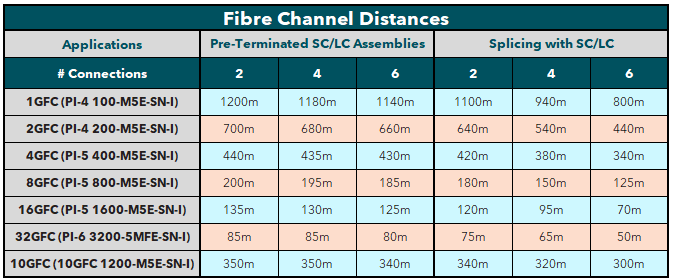 Fibre Channel Distances
Applications Pre-Terminated SC/LC Assemblies Splicing with SC/LC
# Connections 2 4 6 2 4 6
1GFC (PI-4 100-M5E-SN-I) 1200m 1180m 1140m 1100m 940m 800m
2GFC (PI-4 200-M5E-SN-I) 700m 680m 660m 640m 540m 440m
4GFC (PI-5 400-M5E-SN-I) 440m 435m 430m 420m 380m 340m
8GFC (PI-5 800-M5E-SN-I) 200m 195m 185m 180m 150m 125m
16GFC (PI-5 1600-M5E-SN-I) 135m 130m 125m 120m 95m 70m
32GFC (PI-6 3200-5MFE-SN-I) 85m 85m 80m 75m 65m 50m
10GFC (10GFC 1200-M5E-SN-I) 350m 350m 340m 340m 320m 300m